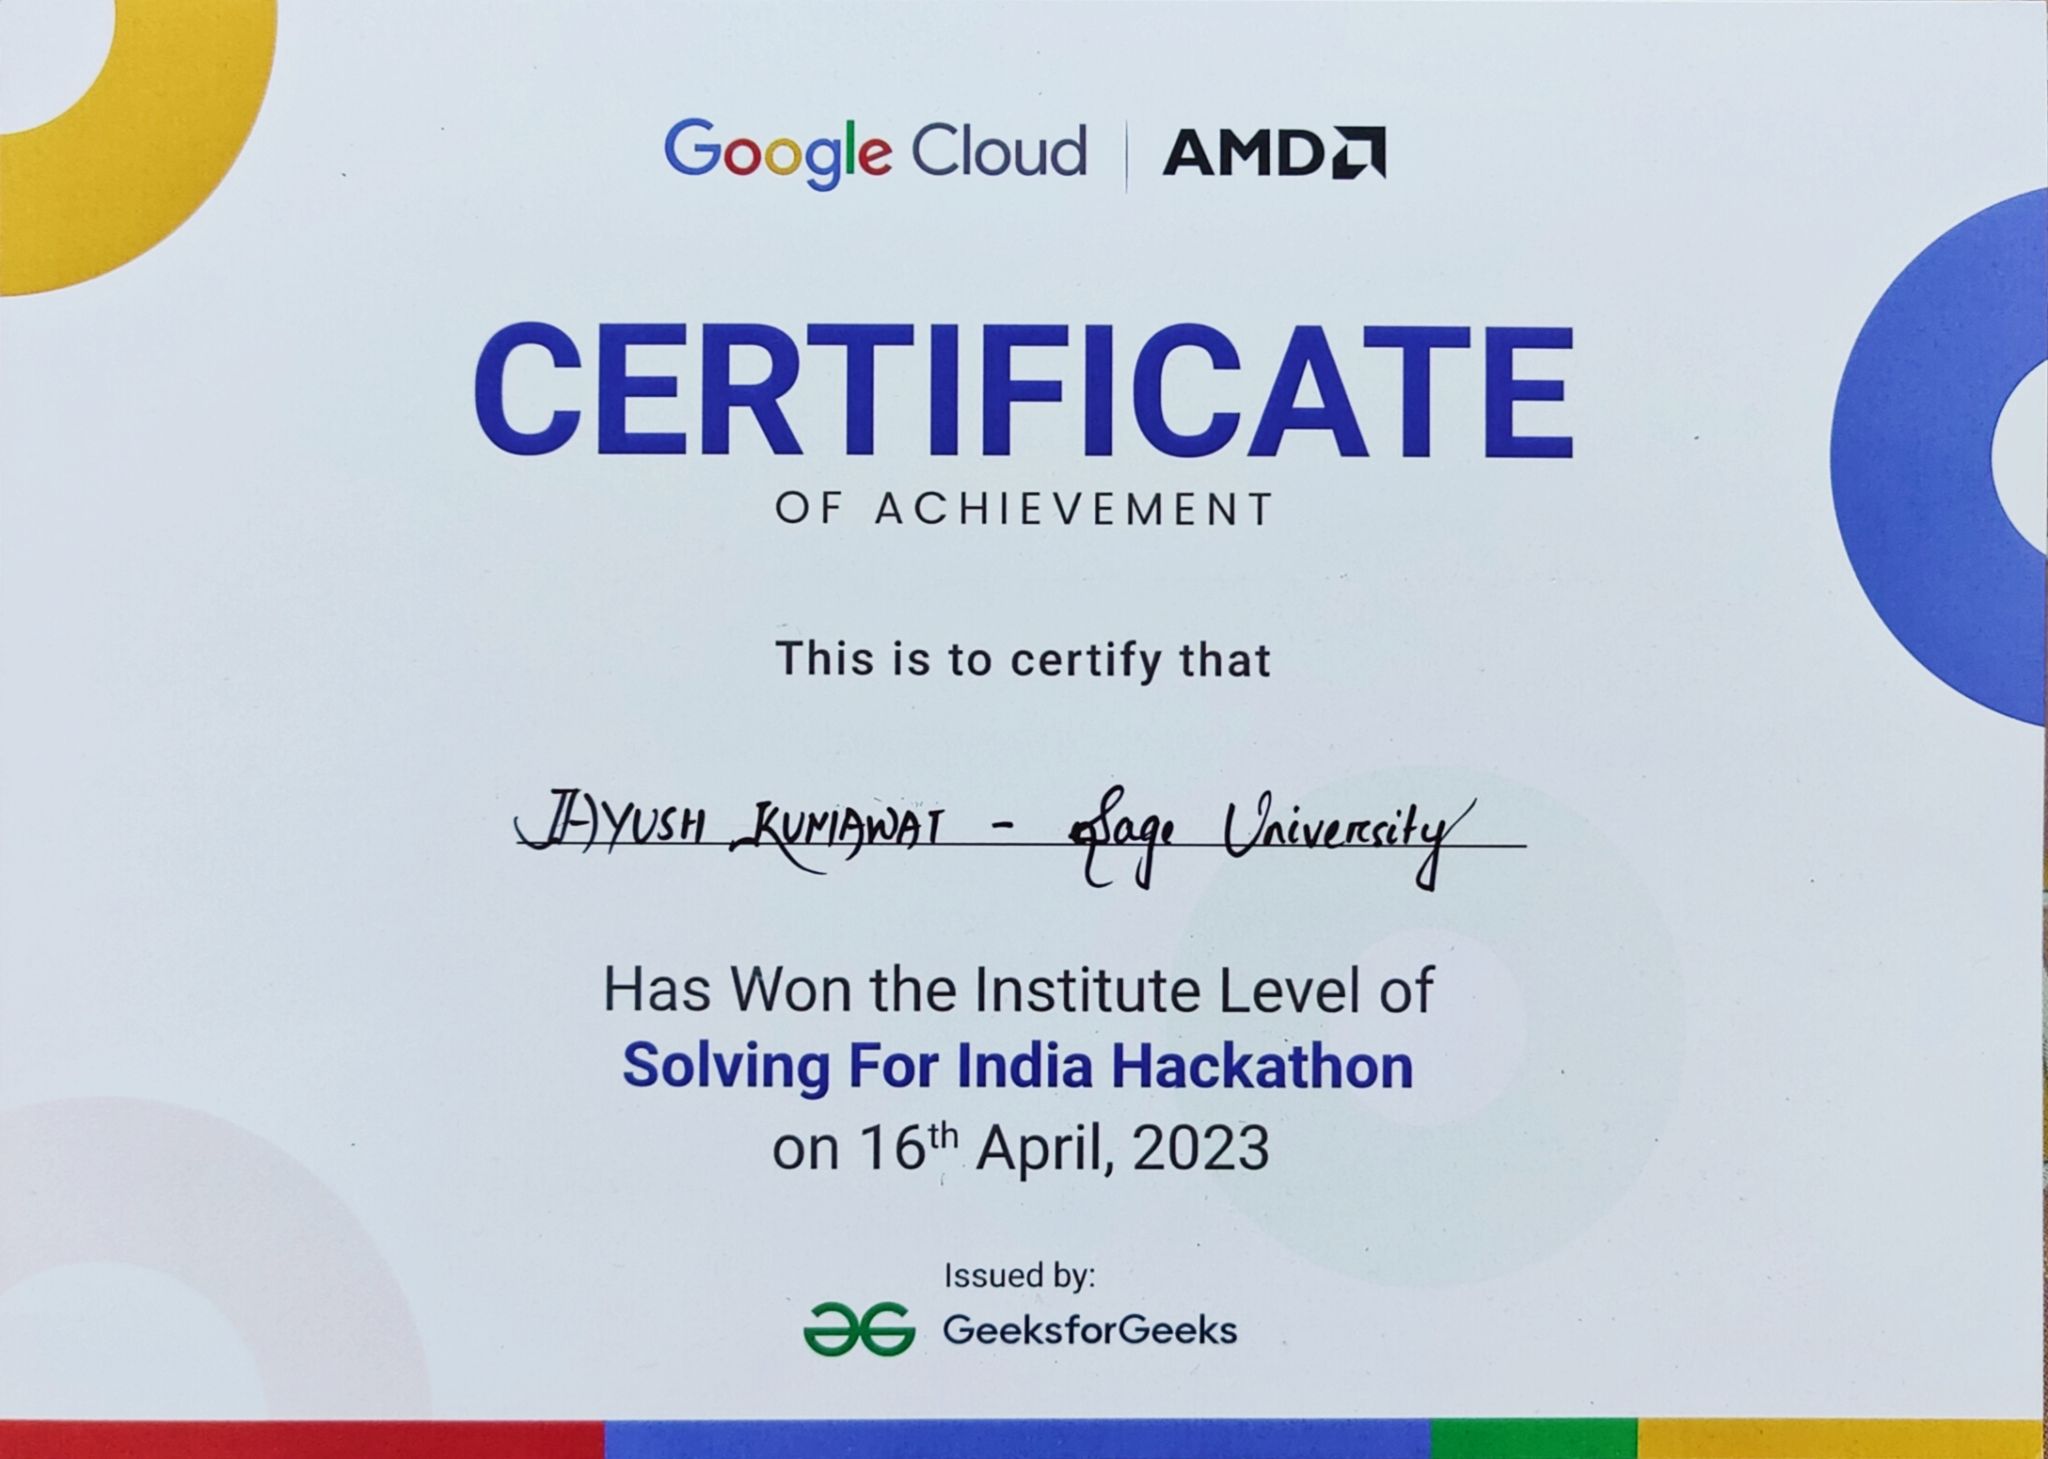 Google Cloud | AMD
CERTIFICATE
OF ACHIEVEMENT
This is to certify that
KUMAWAT - Sage University
Has Won the Institute Level of
Solving For India Hackathon
on 16th April, 2023
Issued by:
GeeksforGeeks